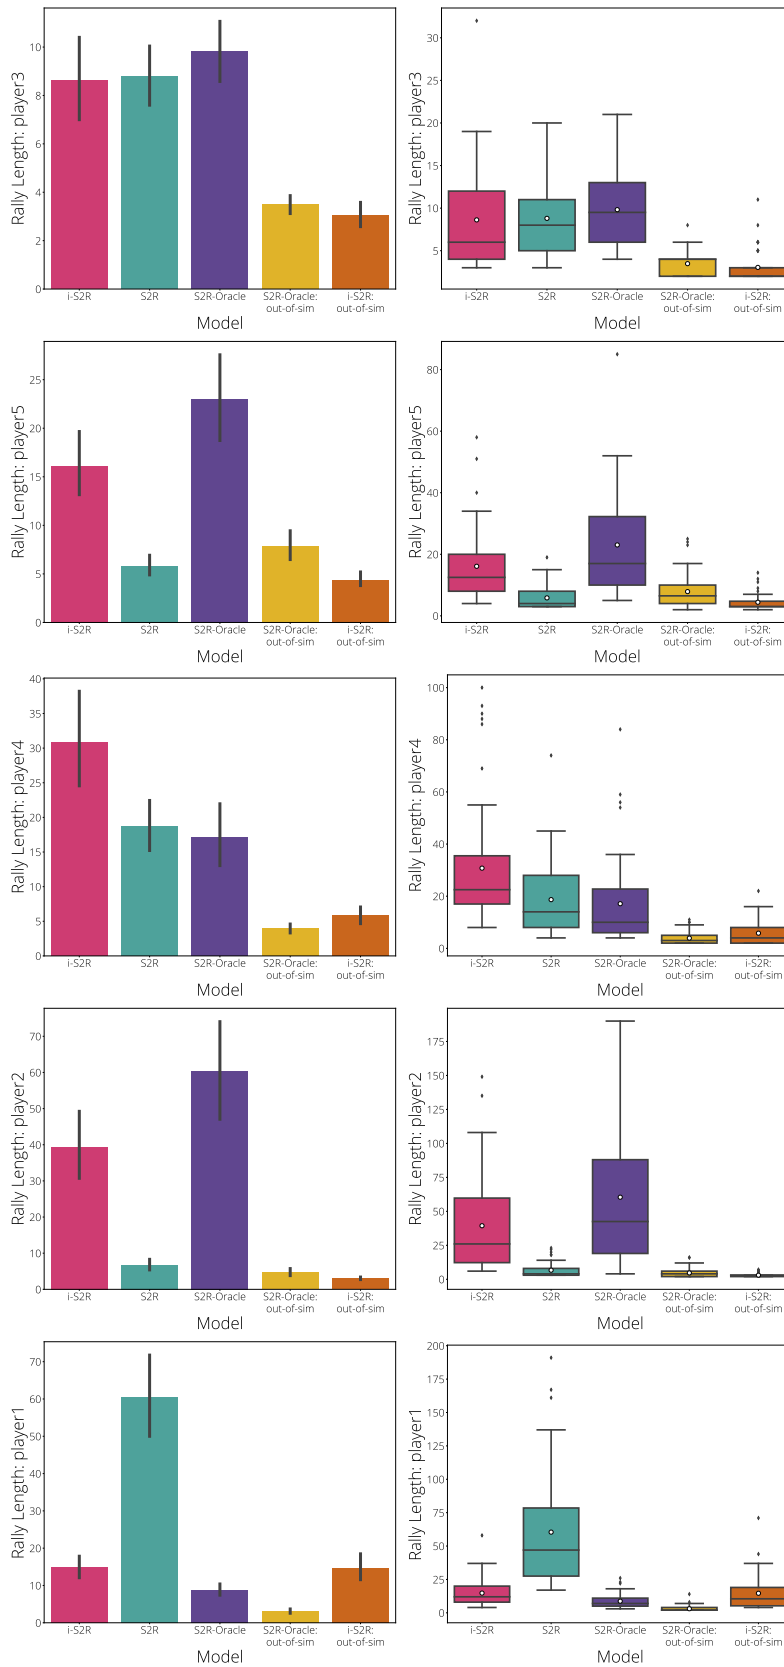 Rally Length: player3
10
8
6
4
2
0
i-S2R S2R S2R-Oracle S2R-Oracle: out-of-sim i-S2R: out-of-sim
Model
Rally Length: player3
30
25
20
15
10
5
i-S2R S2R S2R-Oracle S2R-Oracle: out-of-sim i-S2R: out-of-sim
Model
Rally Length: player5
25
20
15
10
5
0
i-S2R S2R S2R-Oracle S2R-Oracle: out-of-sim i-S2R: out-of-sim
Model
Rally Length: player5
80
60
40
20
0
i-S2R S2R S2R-Oracle S2R-Oracle: out-of-sim i-S2R: out-of-sim
Model
Rally Length: player4
40
35
30
25
20
15
10
5
0
i-S2R S2R S2R-Oracle S2R-Oracle: out-of-sim i-S2R: out-of-sim
Model
Rally Length: player4
100
80
60
40
20
0
i-S2R S2R S2R-Oracle S2R-Oracle: out-of-sim i-S2R: out-of-sim
Model
Rally Length: player2
70
60
50
40
30
20
10
0
i-S2R S2R S2R-Oracle S2R-Oracle: out-of-sim i-S2R: out-of-sim
Model
Rally Length: player2
175
150
125
100
75
50
25
0
i-S2R S2R S2R-Oracle S2R-Oracle: out-of-sim i-S2R: out-of-sim
Model
Rally Length: player1
70
60
50
40
30
20
10
0
i-S2R S2R S2R-Oracle S2R-Oracle: out-of-sim i-S2R: out-of-sim
Model
Rally Length: player1
200
175
150
125
100
75
50
25
0
i-S2R S2R S2R-Oracle S2R-Oracle: out-of-sim i-S2R: out-of-sim
Model